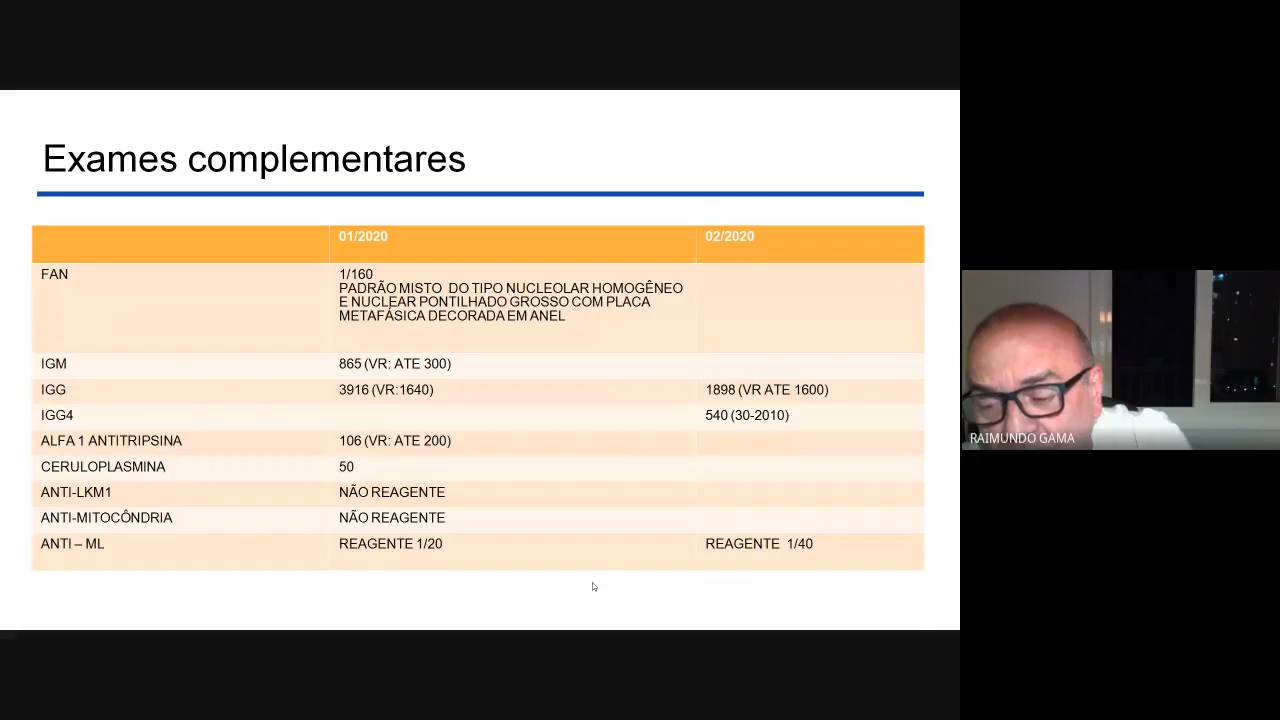 Exames complementares
01/2020 02/2020
FAN 1/160
PADRÃO MISTO DO TIPO NUCLEOLAR HOMOGÊNEO
E NUCLEAR PONTILHADO GROSSO COM PLACA
METAFÁSICA DECORADA EM ANEL
IGM 865 (VR: ATE 300)
IGG 3916 (VR:1640) 1898 (VR ATE 1600)
IGG4 540 (30-2010)
ALFA 1 ANTITRIPSINA 106 (VR: ATE 200)
CERULOPLASMINA 50
ANTI-LKM1 NÃO REAGENTE
ANTI-MITOCÔNDRIA NÃO REAGENTE
ANTI – ML REAGENTE 1/20 REAGENTE 1/40
RAIMUNDO GAMA